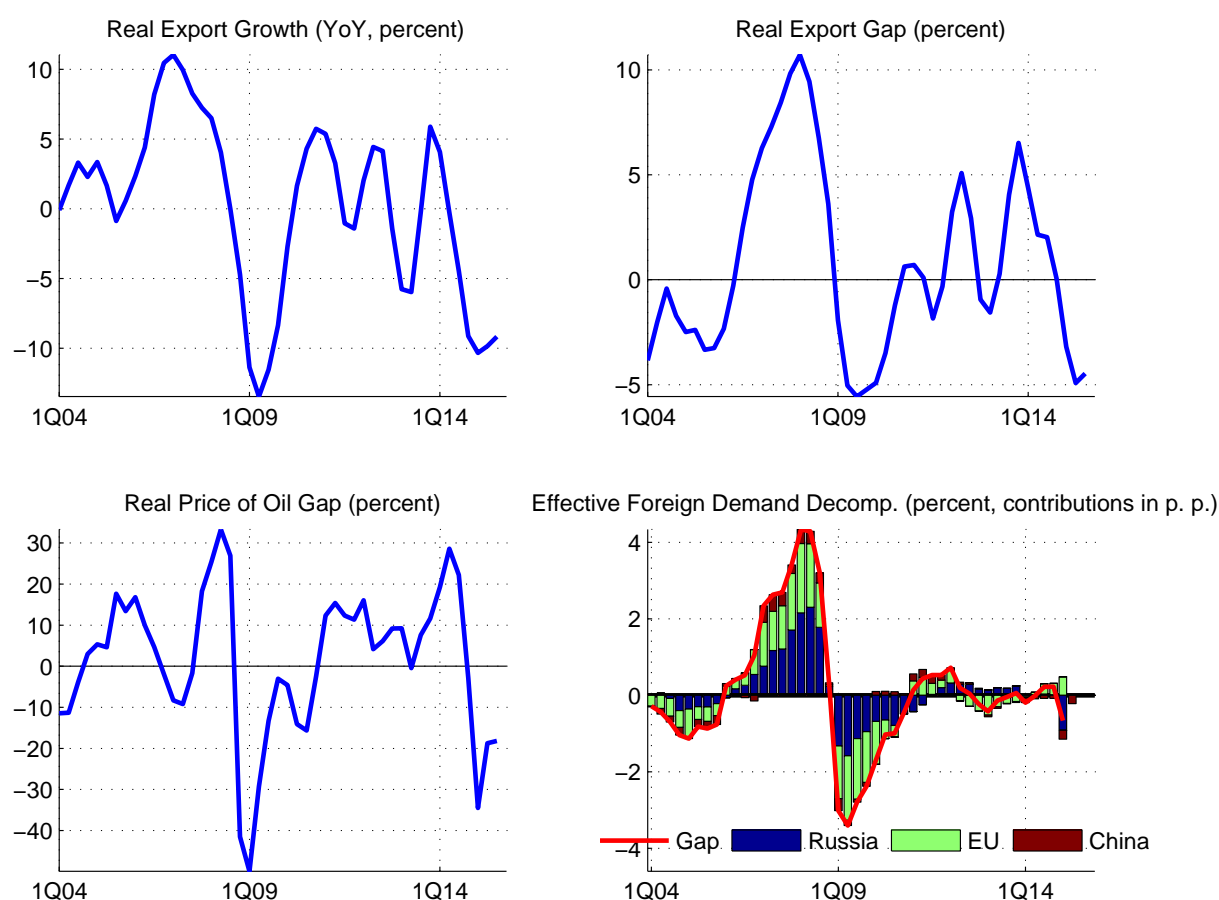 Real Export Growth (YoY, percent)
10
5
0
−5
−10
1Q04 1Q09 1Q14
Real Export Gap (percent)
10
5
0
−5
1Q04 1Q09 1Q14
Real Price of Oil Gap (percent)
30
20
10
0
−10
−20
−30
−40
1Q04 1Q09 1Q14
Effective Foreign Demand Decomp. (percent, contributions in p. p.)
4
2
0
−2
−4
Gap Russia EU China
1Q04 1Q09 1Q14